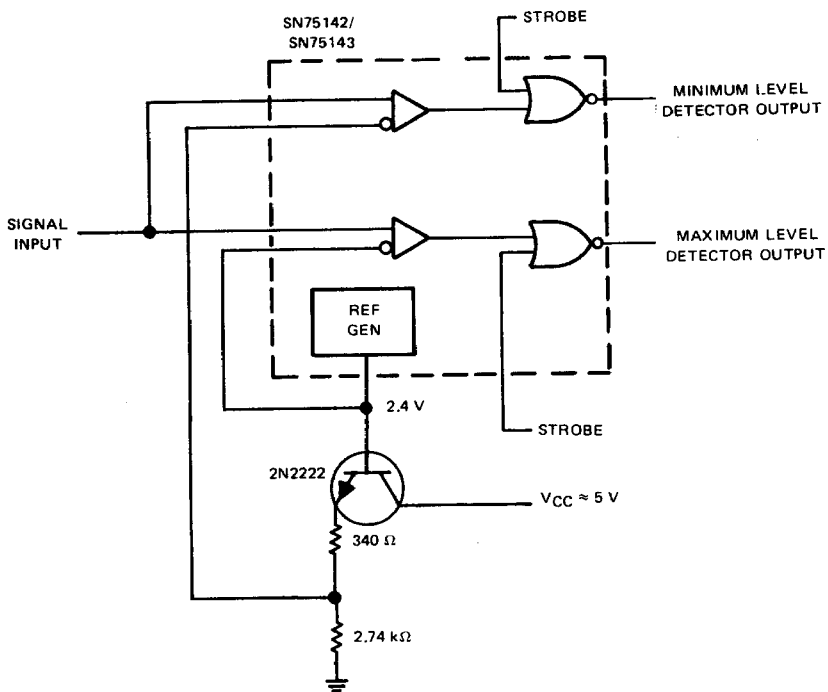 SN75142/
SN75143
STROBE
MINIMUM LEVEL
DETECTOR OUTPUT
SIGNAL
INPUT
MAXIMUM LEVEL
DETECTOR OUTPUT
REF
GEN
2.4 V
STROBE
2N2222
VCC ≈ 5 V
340 Ω
2.74 kΩ